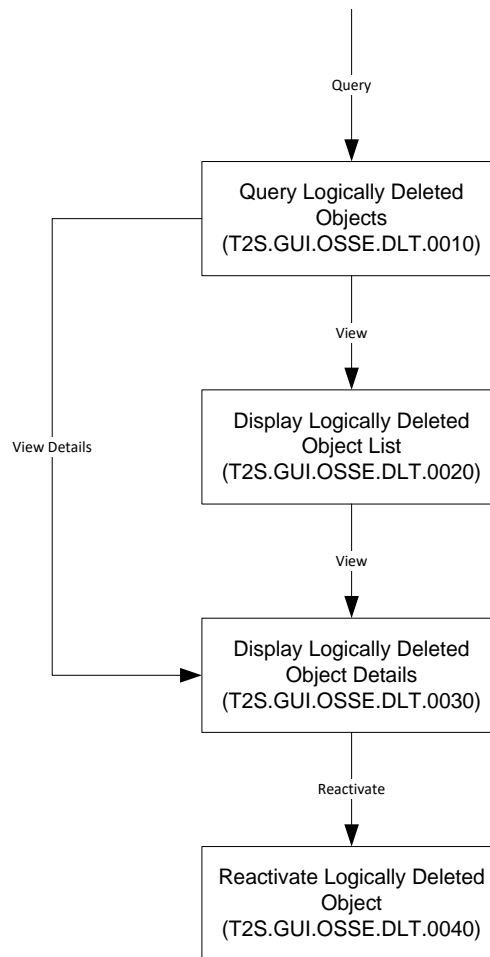 Query
Query Logically Deleted
Objects
(T2S.GUI.OSSE.DLT.0010)
View
Display Logically Deleted
Object List
(T2S.GUI.OSSE.DLT.0020)
View Details
View
Display Logically Deleted
Object Details
(T2S.GUI.OSSE.DLT.0030)
Reactivate
Reactivate Logically Deleted
Object
(T2S.GUI.OSSE.DLT.0040)